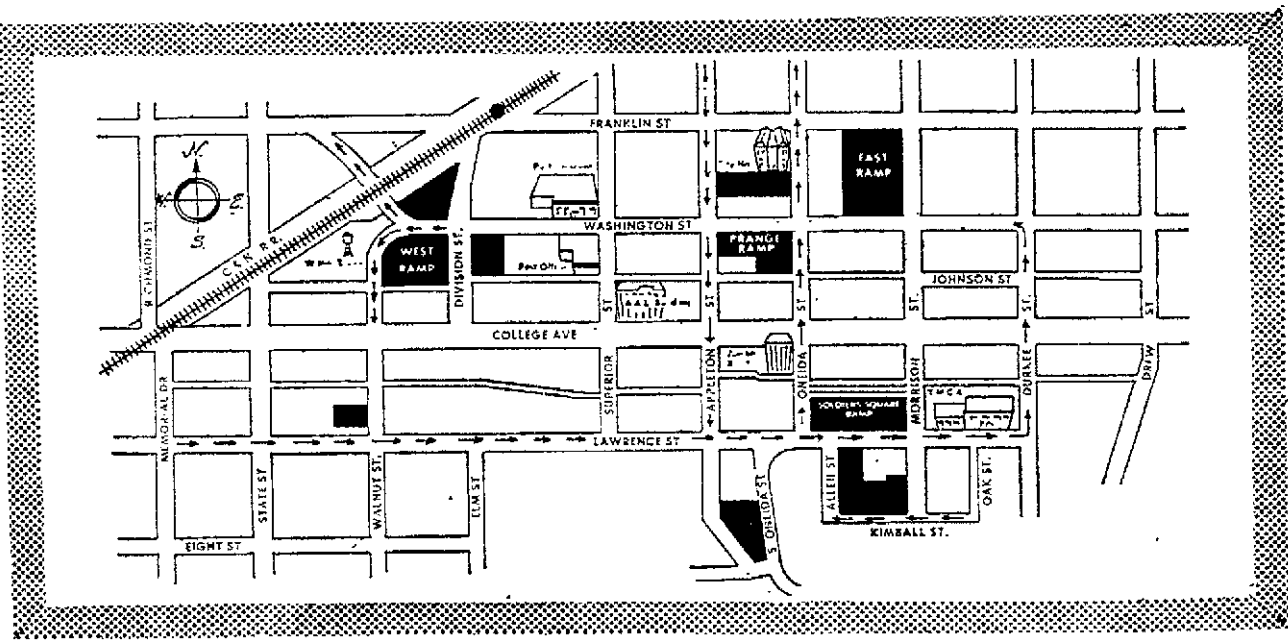 FRANKLIN ST
N
EAST
RAMP
E
S
RICHMOND ST
WASHINGTON ST
WEST
RAMP
DIVISION ST.
PRANGE
RAMP
Post Office
JOHNSON ST
COLLEGE AVE
ST
ST
ST
ST.
ST.
ST
MEMORIAL DR
SUPERIOR
APPLETON
ONEIDA
MORRISON
DURKEE
DREW
SOLDIERS SQUARE
RAMP
YMCA
LAWRENCE ST
STATE ST
WALNUT ST.
ELM ST
S ONEIDA ST
ALLEN ST
OAK ST.
KIMBALL ST.
EIGHT ST